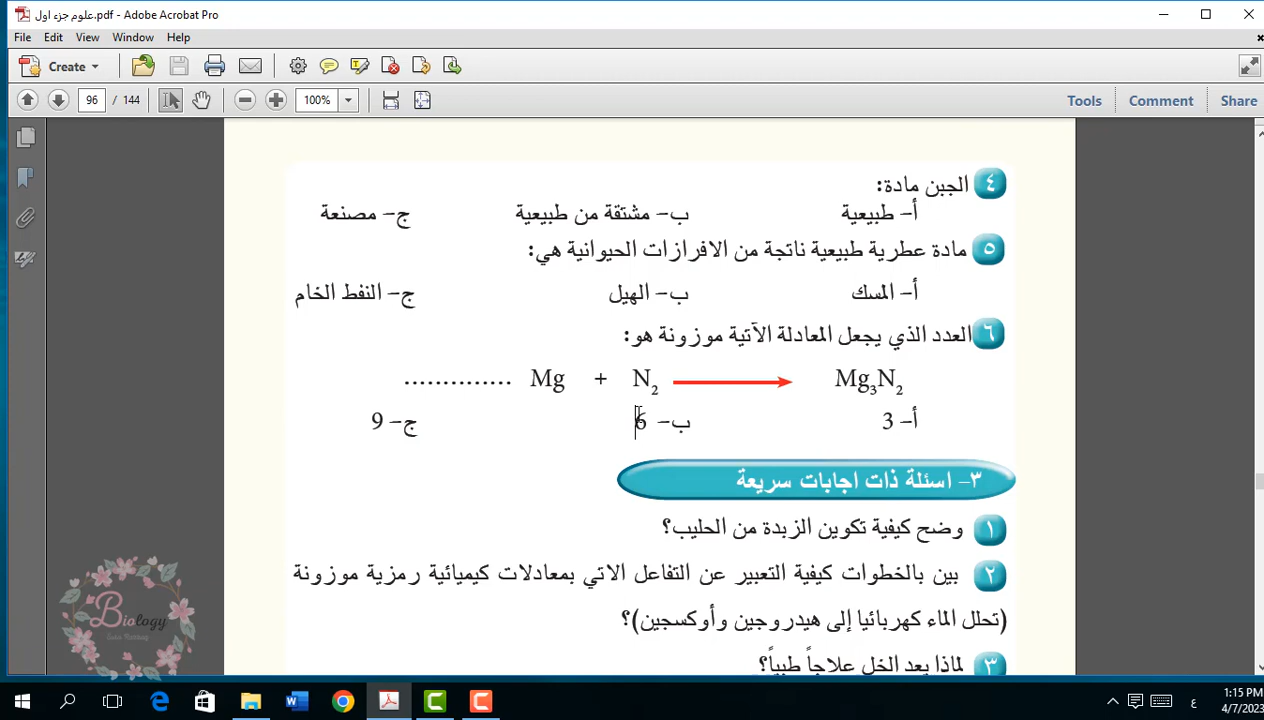 علوم جزء اول.pdf - Adobe Acrobat Pro
File Edit View Window Help
Create
96 / 144 100% Tools Comment Share
٤ الجبن مادة:
أ- طبيعية ب- مشتقة من طبيعية ج- مصنعة
٥ مادة عطرية طبيعية ناتجة من الافرازات الحيوانية هي:
أ- المسك ب- الهيل ج- النفط الخام
٦ العدد الذي يجعل المعادلة الآتية موزونة هو:
.............. Mg + N₂ → Mg₃N₂
أ- 3 ب- 6 ج- 9
٣- اسئلة ذات اجابات سريعة
١ وضح كيفية تكوين الزبدة من الحليب؟
٢ بين بالخطوات كيفية التعبير عن التفاعل الاتي بمعادلات كيميائية رمزية موزونة
(تحلل الماء كهربائيا إلى هيدروجين وأوكسجين)؟
٣ لماذا يعد الخل علاجاً طبياً؟
Biology
ع
1:15 PM
4/7/2023